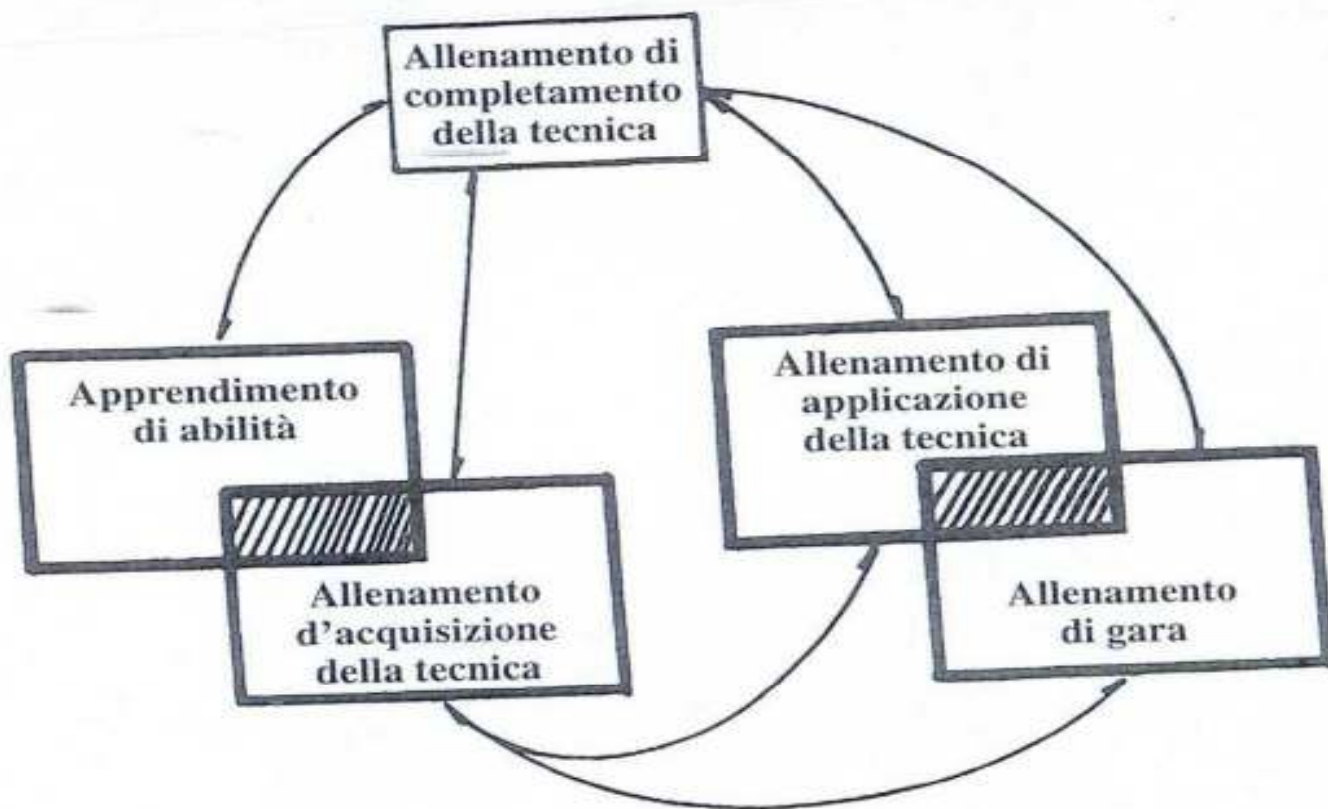 Allenamento di
completamento
della tecnica
Apprendimento
di abilità
Allenamento di
applicazione
della tecnica
Allenamento
d'acquisizione
della tecnica
Allenamento
di gara